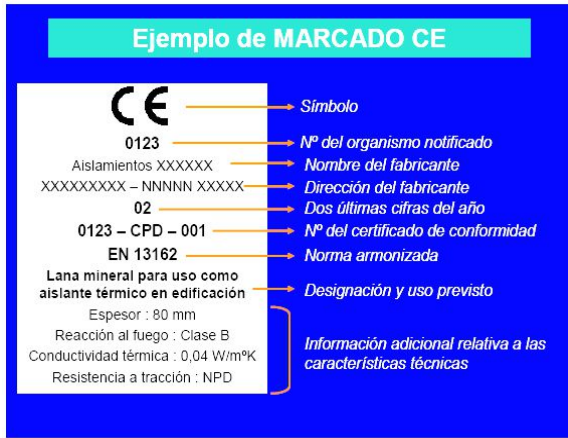 Ejemplo de MARCADO CE
CE
Símbolo
0123
Nº del organismo notificado
Aislamientos XXXXXX
Nombre del fabricante
XXXXXXXXX – NNNNN XXXXX
Dirección del fabricante
02
Dos últimas cifras del año
0123 – CPD – 001
Nº del certificado de conformidad
EN 13162
Norma armonizada
Lana mineral para uso como
aislante térmico en edificación
Designación y uso previsto
Espesor : 80 mm
Reacción al fuego : Clase B
Conductividad térmica : 0,04 W/mºK
Resistencia a tracción : NPD
Información adicional relativa a las
características técnicas